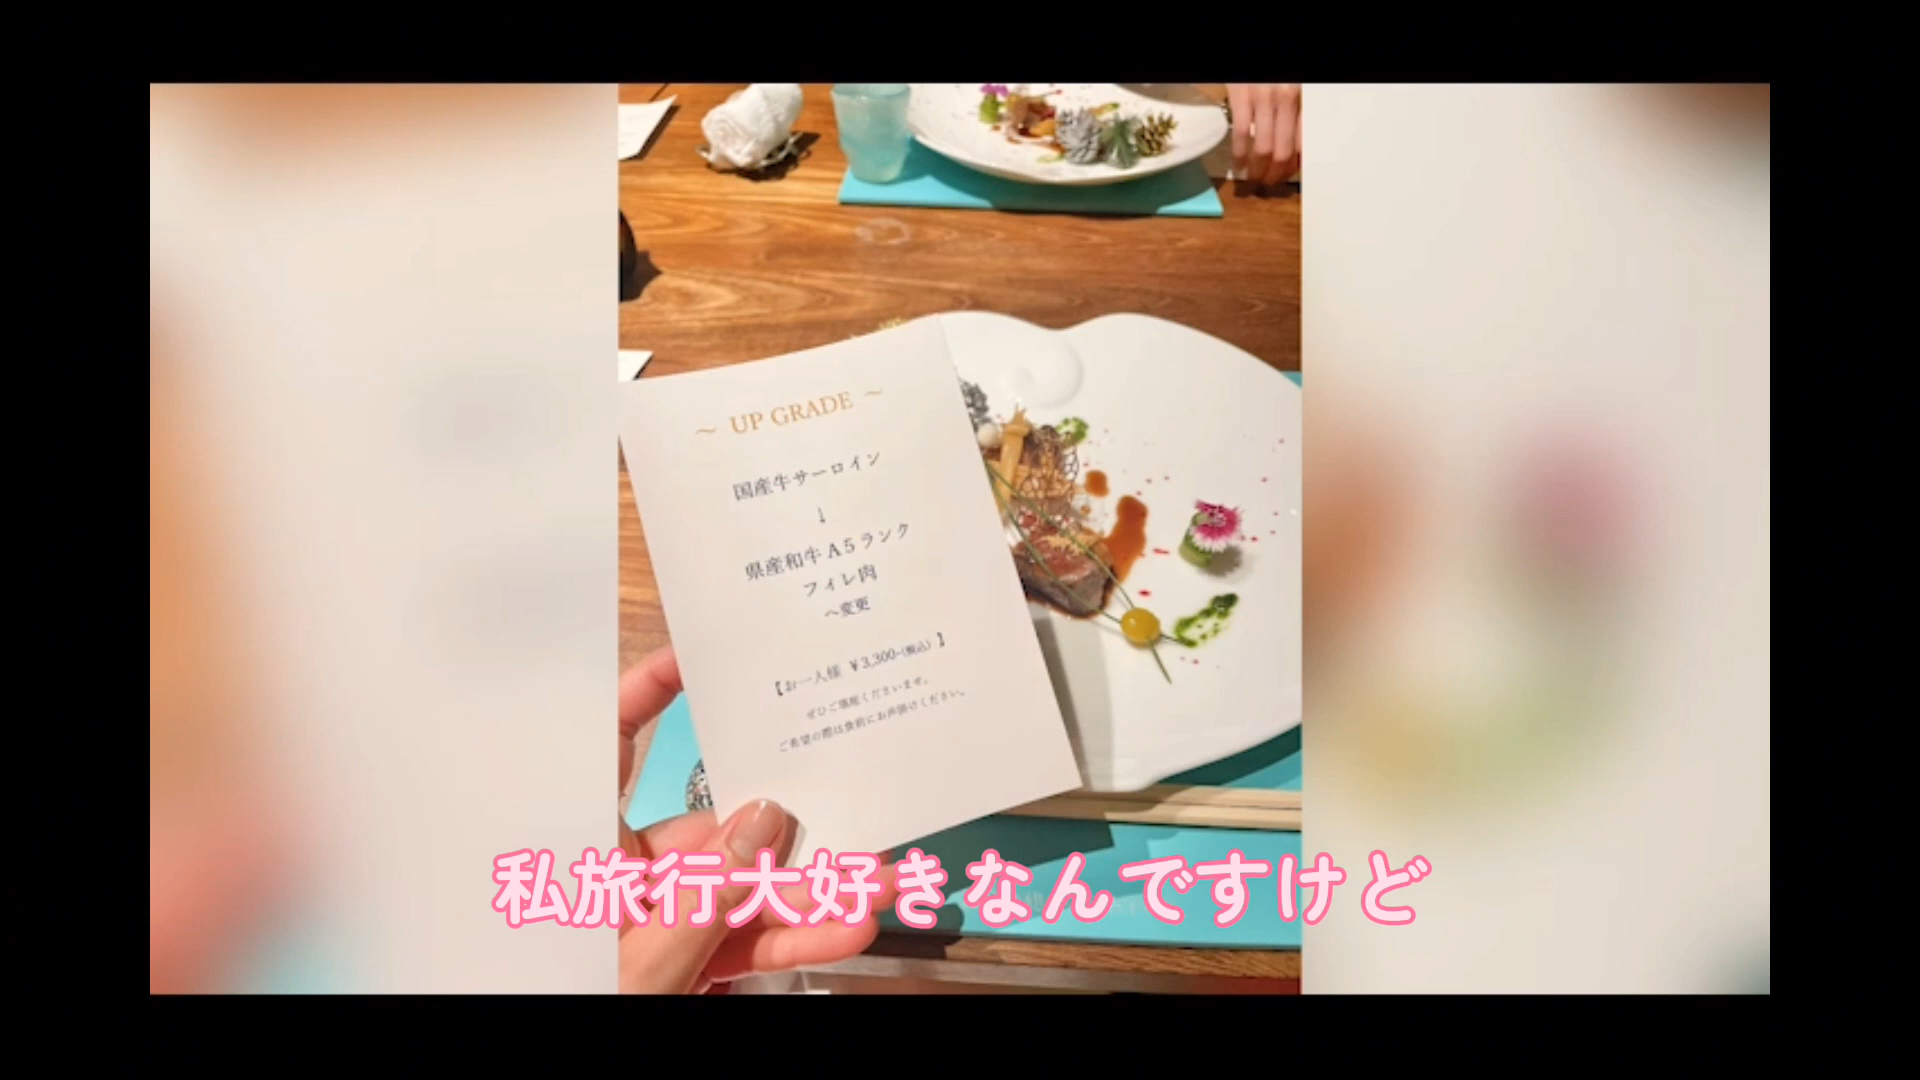 ～ UP GRADE ～
国産牛サーロイン
↓
県産和牛A5ランク
フィレ肉
へ変更
【お一人様 ¥3,300-(税込)】
ぜひご堪能くださいませ。
ご希望の際は食前にお声掛けください。
私旅行大好きなんですけど